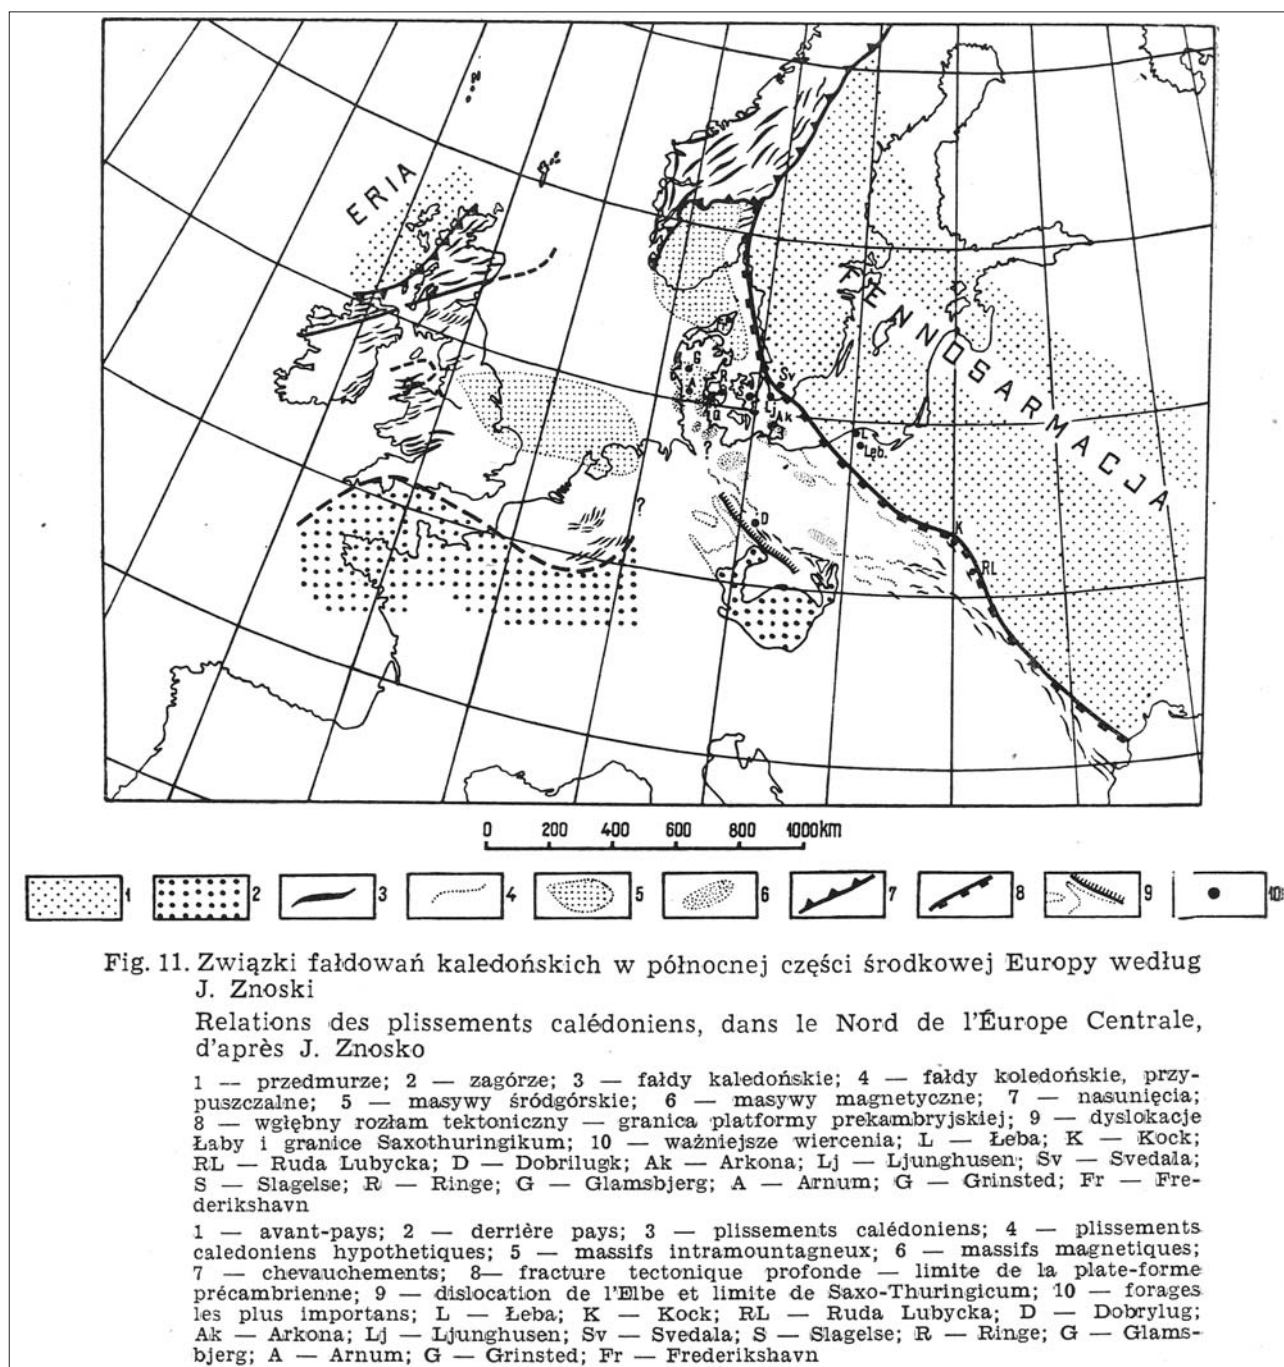 ERIA
FENNOSARMACJA
Fr
G
A
R
S
G
Sv
Lj
Ak
L
Łęb.
?
?
D
K
RL
0 200 400 600 800 1000km
1 2 3 4 5 6 7 8 9 10
Fig. 11. Związki fałdowań kaledońskich w północnej części środkowej Europy według
J. Znoski
Relations des plissements calédoniens, dans le Nord de l'Éurope Centrale,
d'après J. Znosko
1 — przedmurze; 2 — zagórze; 3 — fałdy kaledońskie; 4 — fałdy koledońskie, przy-
puszczalne; 5 — masywy śródgórskie; 6 — masywy magnetyczne; 7 — nasunięcia;
8 — wgłębny rozłam tektoniczny — granica platformy prekambryjskiej; 9 — dyslokacje
Łaby i granice Saxothuringikum; 10 — ważniejsze wiercenia; L — Łeba; K — Kock;
RL — Ruda Lubycka; D — Dobrilugk; Ak — Arkona; Lj — Ljunghusen; Sv — Svedala;
S — Slagelse; R — Ringe; G — Glamsbjerg; A — Arnum; G — Grinsted; Fr — Fre-
derikshavn
1 — avant-pays; 2 — derrière pays; 3 — plissements calédoniens; 4 — plissements
caledoniens hypothetiques; 5 — massifs intramountagneux; 6 — massifs magnetiques;
7 — chevauchements; 8— fracture tectonique profonde — limite de la plate-forme
précambrienne; 9 — dislocation de l'Elbe et limite de Saxo-Thuringicum; 10 — forages
les plus importans; L — Łeba; K — Kock; RL — Ruda Lubycka; D — Dobrylug;
Ak — Arkona; Lj — Ljunghusen; Sv — Svedala; S — Slagelse; R — Ringe; G — Glams-
bjerg; A — Arnum; G — Grinsted; Fr — Frederikshavn